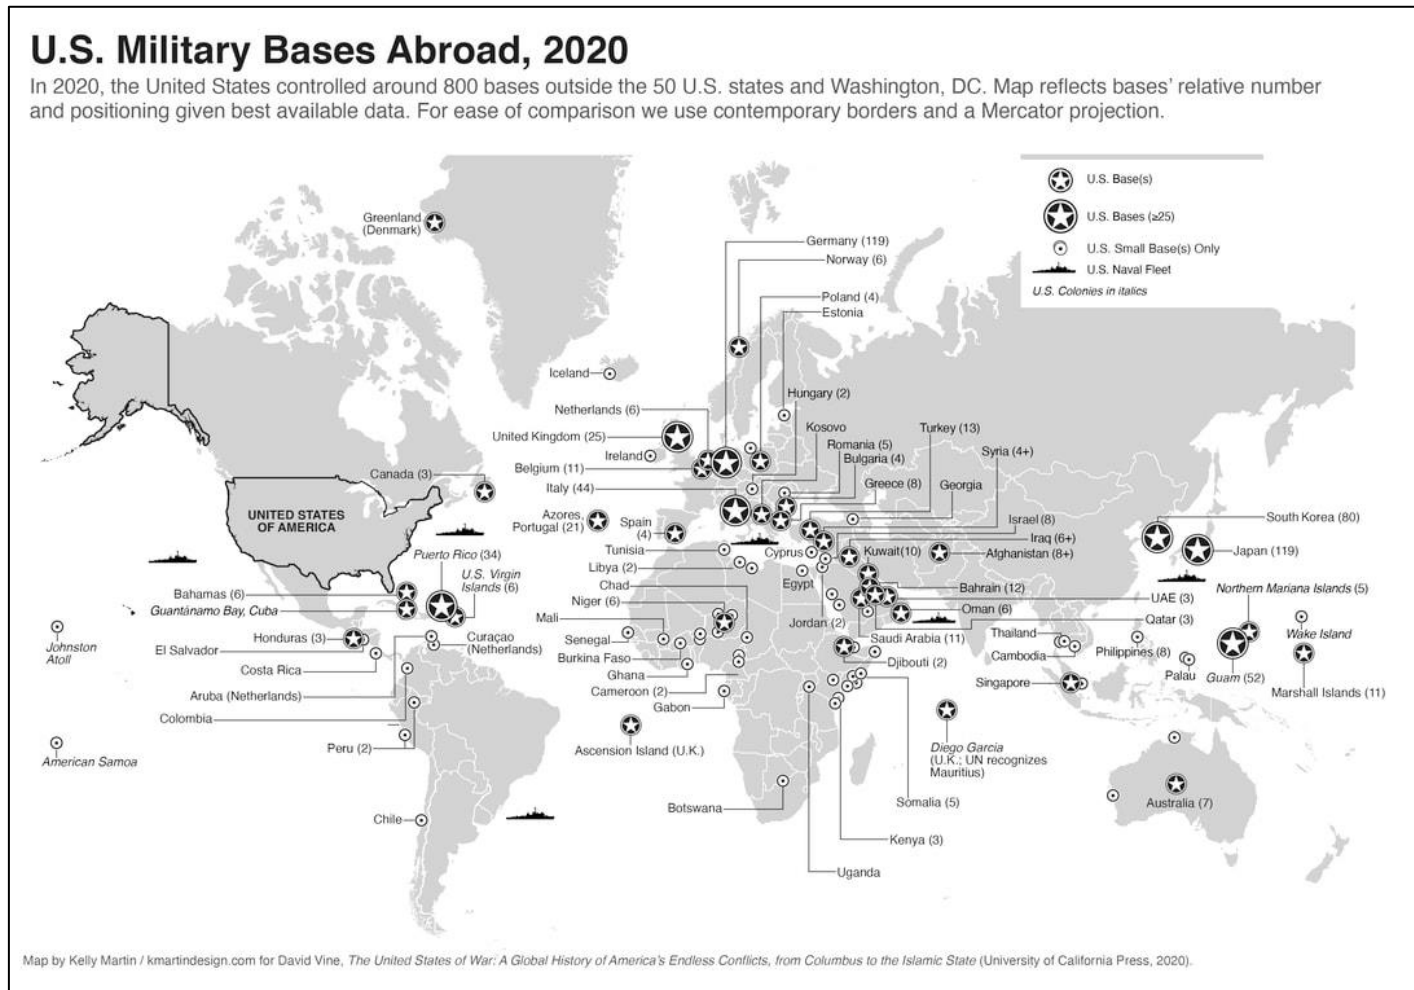 U.S. Military Bases Abroad, 2020
In 2020, the United States controlled around 800 bases outside the 50 U.S. states and Washington, DC. Map reflects bases' relative number
and positioning given best available data. For ease of comparison we use contemporary borders and a Mercator projection.
U.S. Base(s)
U.S. Bases (≥25)
U.S. Small Base(s) Only
U.S. Naval Fleet
U.S. Colonies in italics
Greenland
(Denmark)
Germany (119)
Norway (6)
Poland (4)
Estonia
Iceland
Hungary (2)
Netherlands (6)
Kosovo
Turkey (13)
United Kingdom (25)
Romania (5)
Syria (4+)
Ireland
Bulgaria (4)
Belgium (11)
Greece (8)
Georgia
Canada (3)
Italy (44)
UNITED STATES
OF AMERICA
Azores,
Portugal (21)
Spain
(4)
Israel (8)
South Korea (80)
Iraq (6+)
Tunisia
Cyprus
Kuwait(10)
Afghanistan (8+)
Japan (119)
Puerto Rico (34)
Libya (2)
U.S. Virgin
Islands (6)
Chad
Egypt
Bahrain (12)
Northern Mariana Islands (5)
Bahamas (6)
Niger (6)
UAE (3)
Guantánamo Bay, Cuba
Oman (6)
Mali
Jordan (2)
Qatar (3)
Johnston
Atoll
Honduras (3)
Curaçao
(Netherlands)
Senegal
Saudi Arabia (11)
Thailand
Wake Island
El Salvador
Burkina Faso
Djibouti (2)
Cambodia
Philippines (8)
Costa Rica
Ghana
Palau
Guam (52)
Aruba (Netherlands)
Cameroon (2)
Singapore
Marshall Islands (11)
Gabon
Colombia
Peru (2)
Ascension Island (U.K.)
Diego Garcia
(U.K.; UN recognizes
Mauritius)
American Samoa
Botswana
Somalia (5)
Australia (7)
Chile
Kenya (3)
Uganda
Map by Kelly Martin / kmartindesign.com for David Vine, The United States of War: A Global History of America's Endless Conflicts, from Columbus to the Islamic State (University of California Press, 2020).